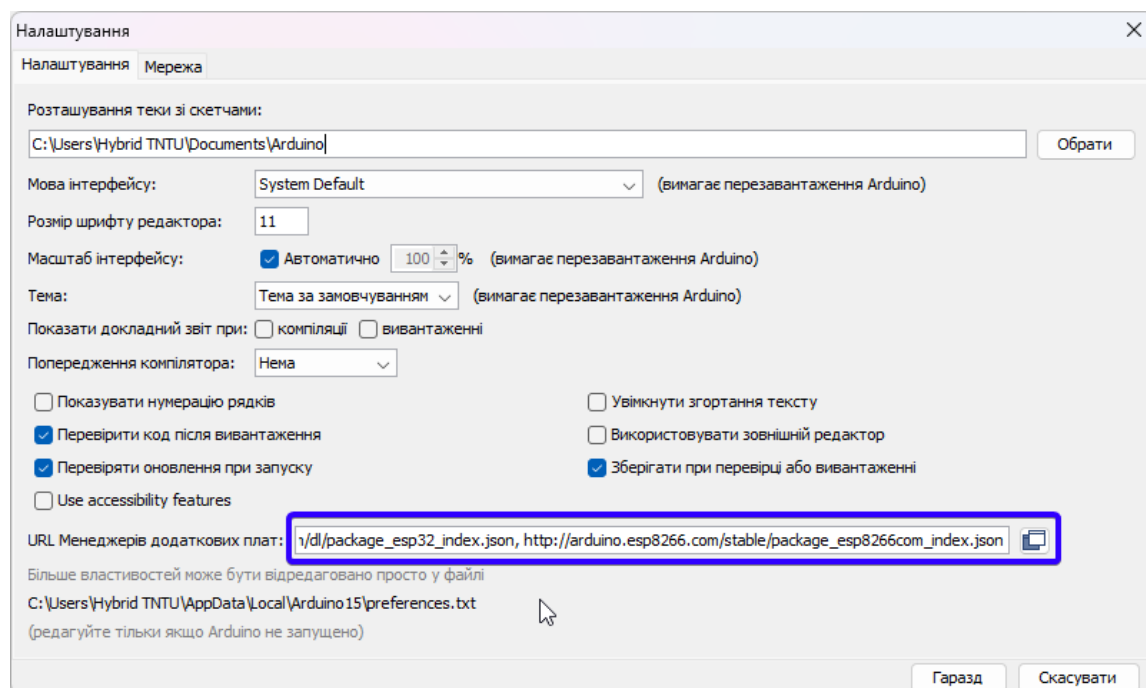 Налаштування
Налаштування Мережа
Розташування теки зі скетчами:
C:\Users\Hybrid TNTU\Documents\Arduino Обрати
Мова інтерфейсу: System Default (вимагає перезавантаження Arduino)
Розмір шрифту редактора: 11
Масштаб інтерфейсу: Автоматично 100 % (вимагає перезавантаження Arduino)
Тема: Тема за замовчуванням (вимагає перезавантаження Arduino)
Показати докладний звіт при: компіляції вивантаженні
Попередження компілятора: Нема
Показувати нумерацію рядків Увімкнути згортання тексту
Перевірити код після вивантаження Використовувати зовнішній редактор
Перевіряти оновлення при запуску Зберігати при перевірці або вивантаженні
Use accessibility features
URL Менеджерів додаткових плат: /dl/package_esp32_index.json, http://arduino.esp8266.com/stable/package_esp8266com_index.json
Більше властивостей може бути відредаговано просто у файлі
C:\Users\Hybrid TNTU\AppData\Local\Arduino15\preferences.txt
(редагуйте тільки якщо Arduino не запущено)
Гаразд Скасувати